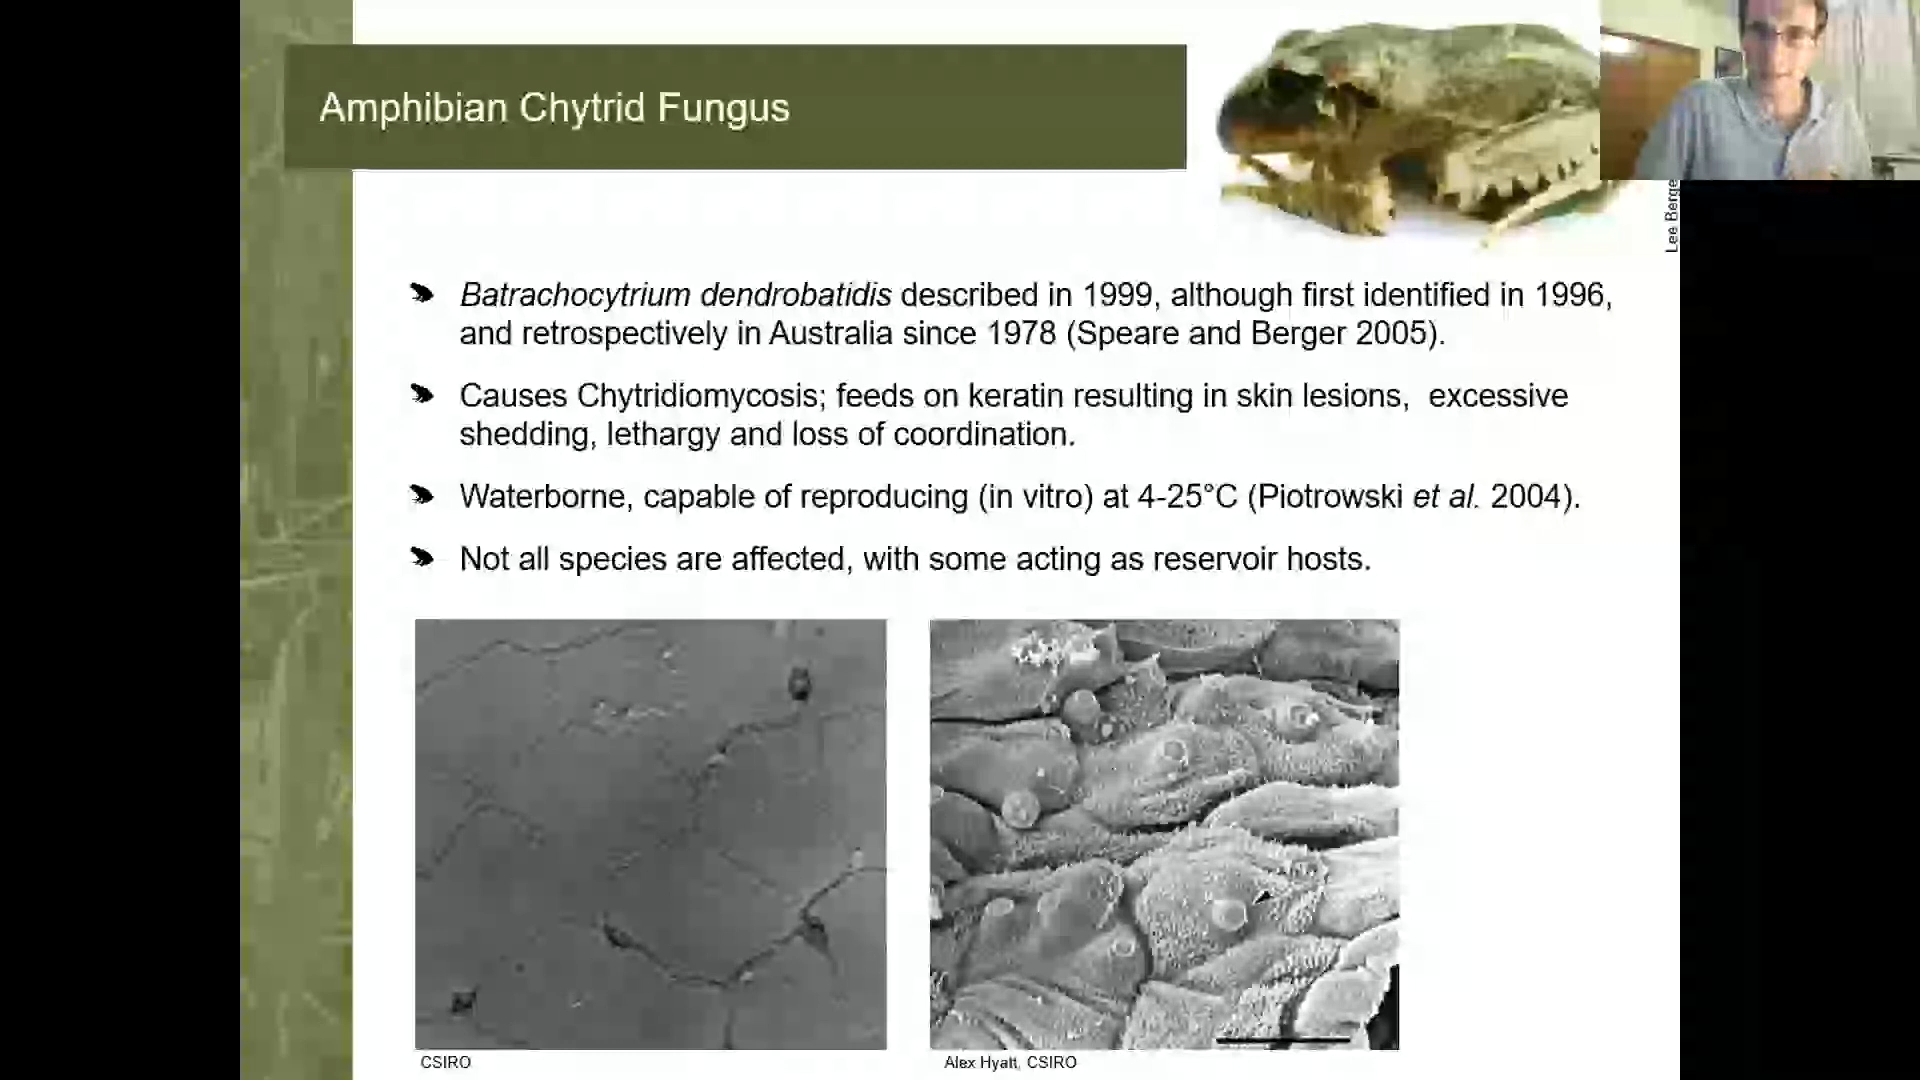 Amphibian Chytrid Fungus
Lee Berge
Batrachocytrium dendrobatidis described in 1999, although first identified in 1996,
and retrospectively in Australia since 1978 (Speare and Berger 2005).
Causes Chytridiomycosis; feeds on keratin resulting in skin lesions, excessive
shedding, lethargy and loss of coordination.
Waterborne, capable of reproducing (in vitro) at 4-25°C (Piotrowski et al. 2004).
Not all species are affected, with some acting as reservoir hosts.
CSIRO
Alex Hyatt, CSIRO